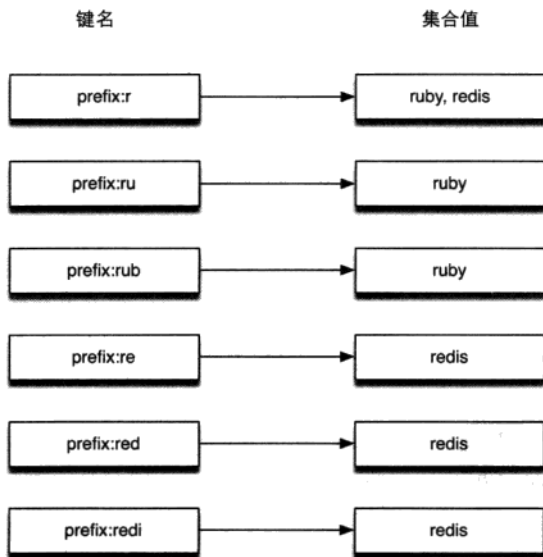 键名 集合值
prefix:r ruby, redis
prefix:ru ruby
prefix:rub ruby
prefix:re redis
prefix:red redis
prefix:redi redis